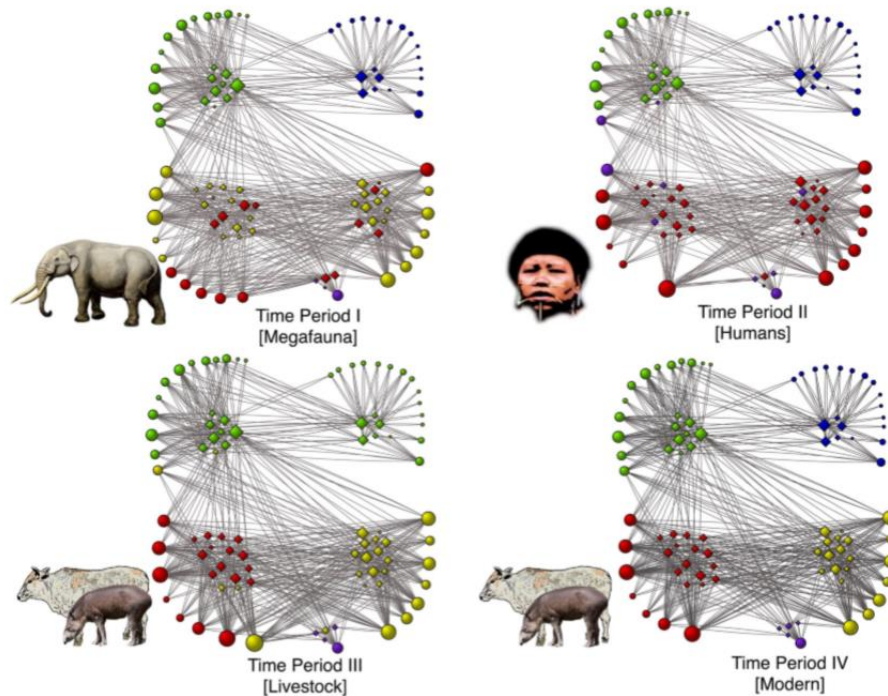 Time Period I
[Megafauna]
Time Period II
[Humans]
Time Period III
[Livestock]
Time Period IV
[Modern]